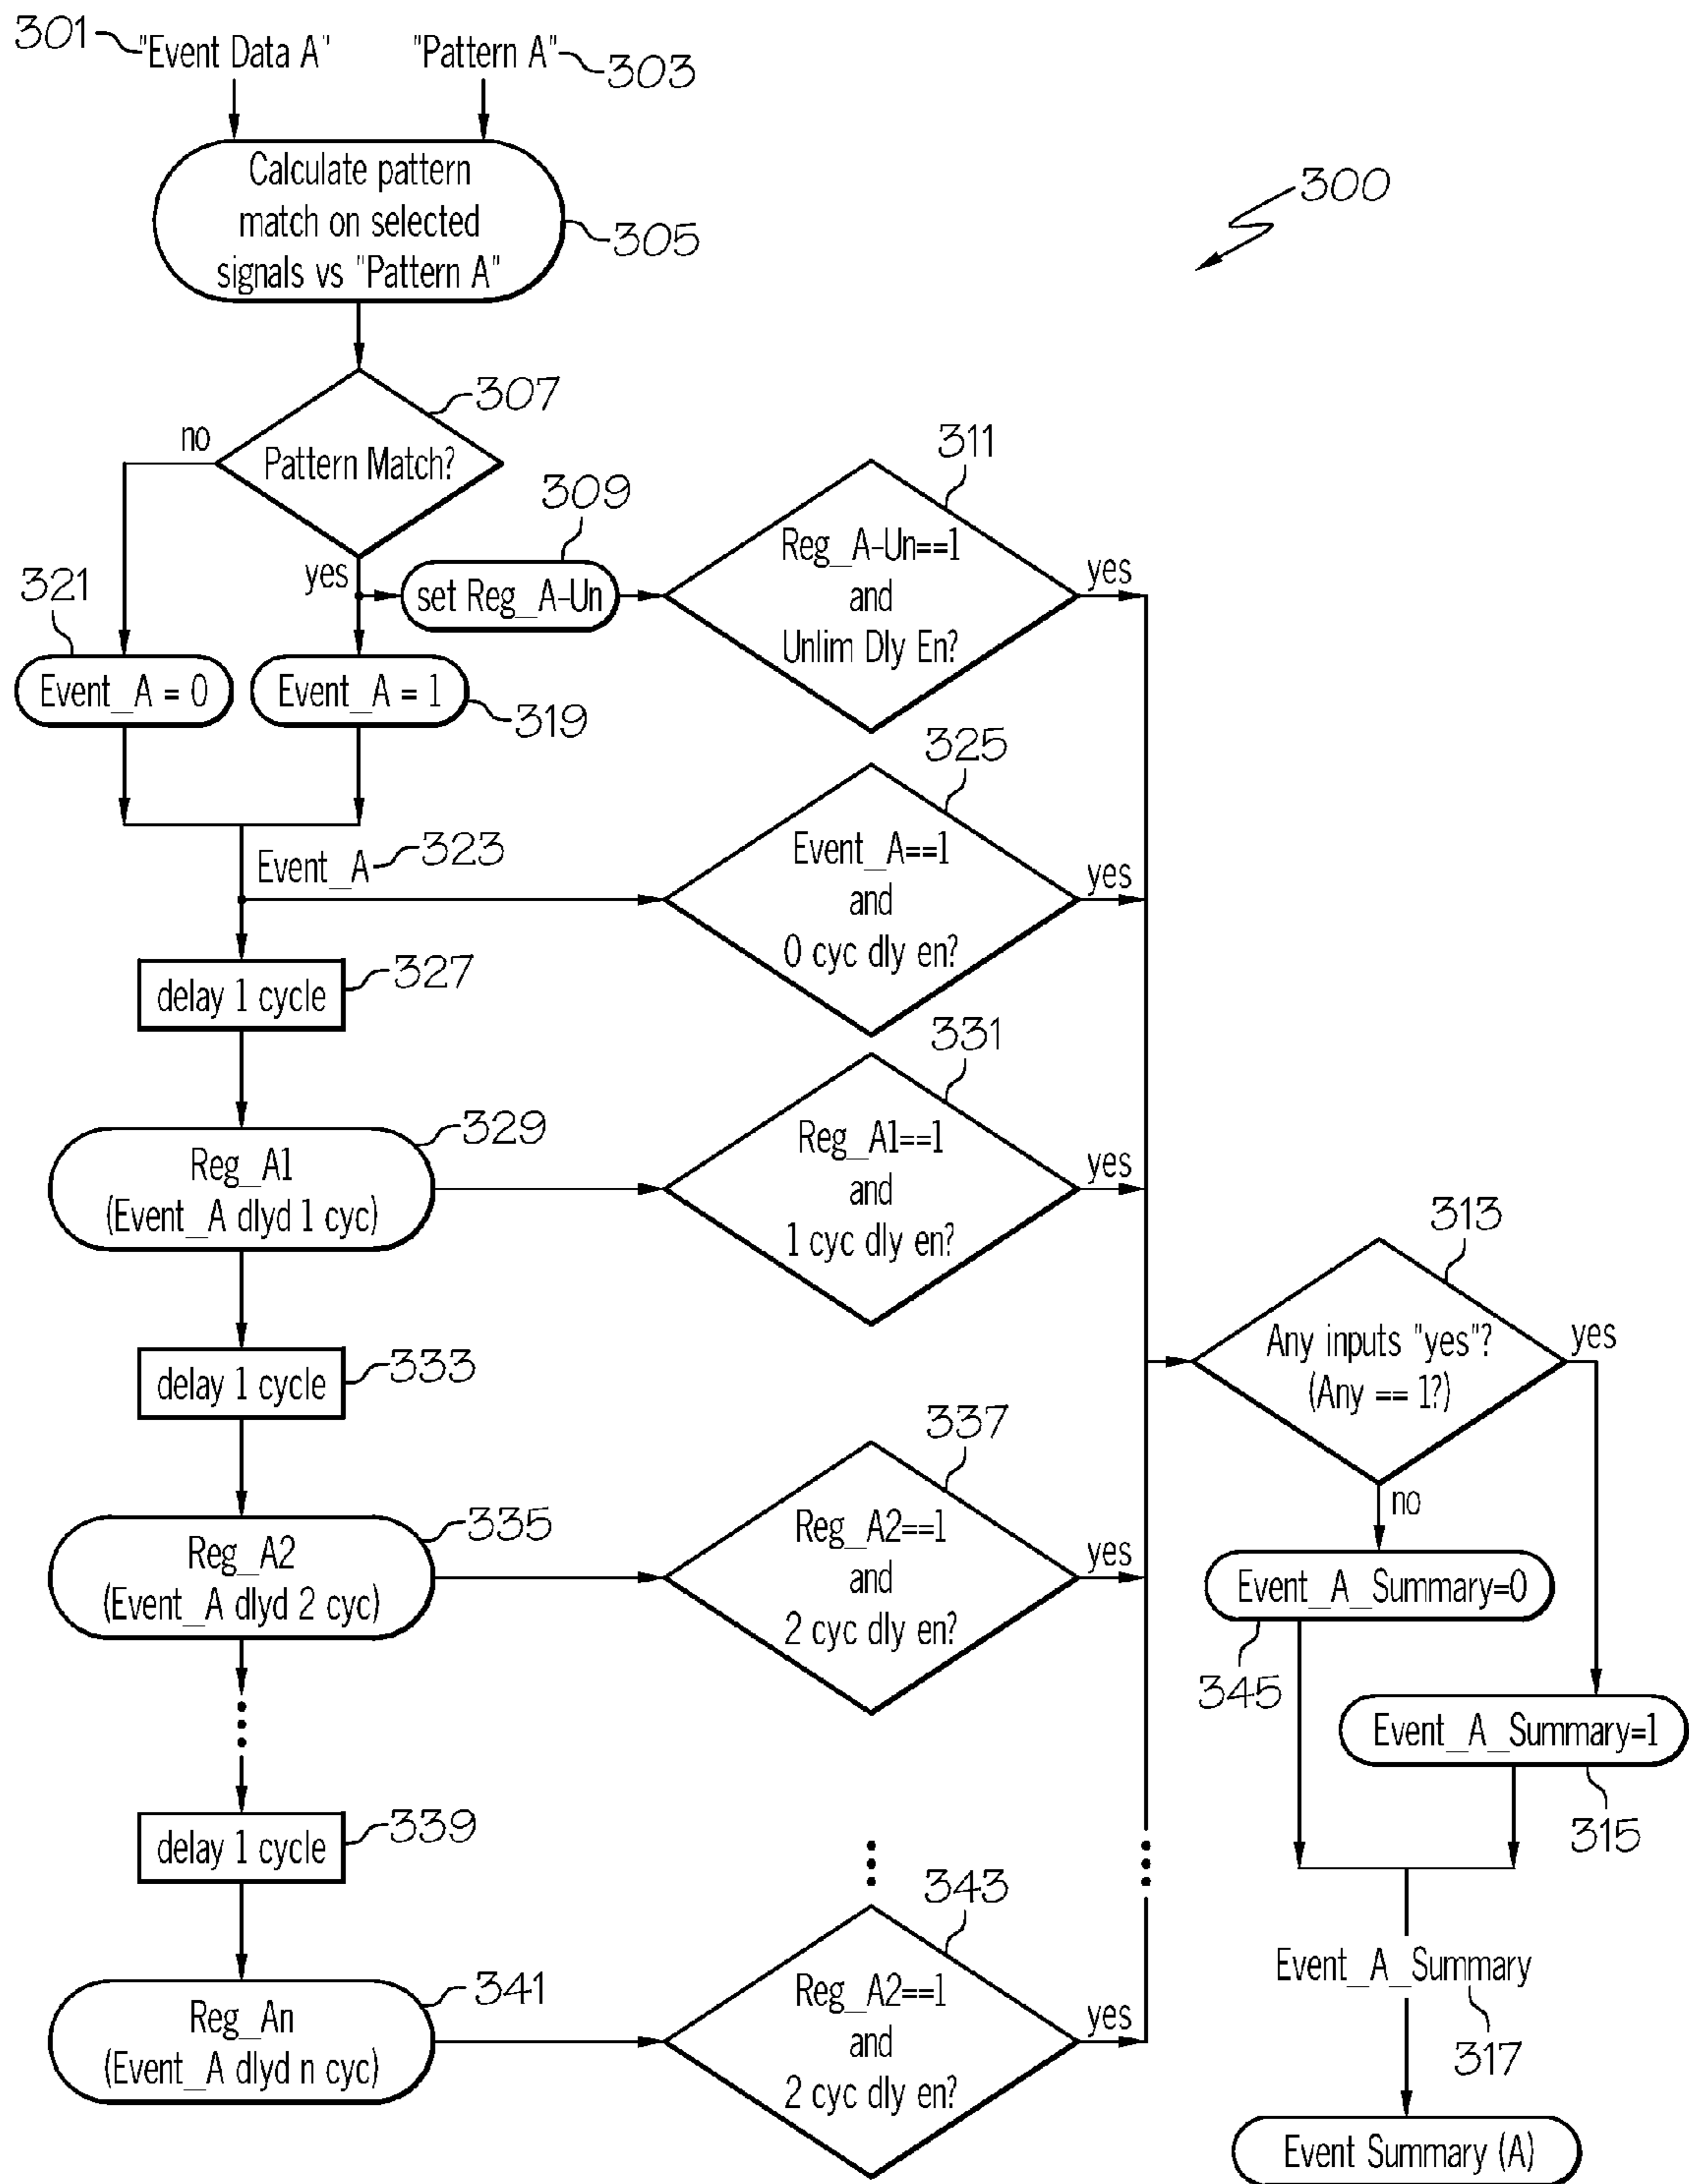 301
"Event Data A"
"Pattern A"
303
Calculate pattern
match on selected
signals vs "Pattern A"
305
300
307
no
Pattern Match?
yes
309
set Reg_A-Un
311
Reg_A-Un==1
and
Unlim Dly En?
yes
321
Event_A = 0
Event_A = 1
319
Event_A
323
325
Event_A==1
and
0 cyc dly en?
yes
delay 1 cycle
327
329
Reg_A1
(Event_A dlyd 1 cyc)
331
Reg_A1==1
and
1 cyc dly en?
yes
delay 1 cycle
333
335
Reg_A2
(Event_A dlyd 2 cyc)
337
Reg_A2==1
and
2 cyc dly en?
yes
delay 1 cycle
339
341
Reg_An
(Event_A dlyd n cyc)
343
Reg_A2==1
and
2 cyc dly en?
yes
313
Any inputs "yes"?
(Any == 1?)
yes
no
Event_A_Summary=0
345
Event_A_Summary=1
315
Event_A_Summary
317
Event Summary (A)